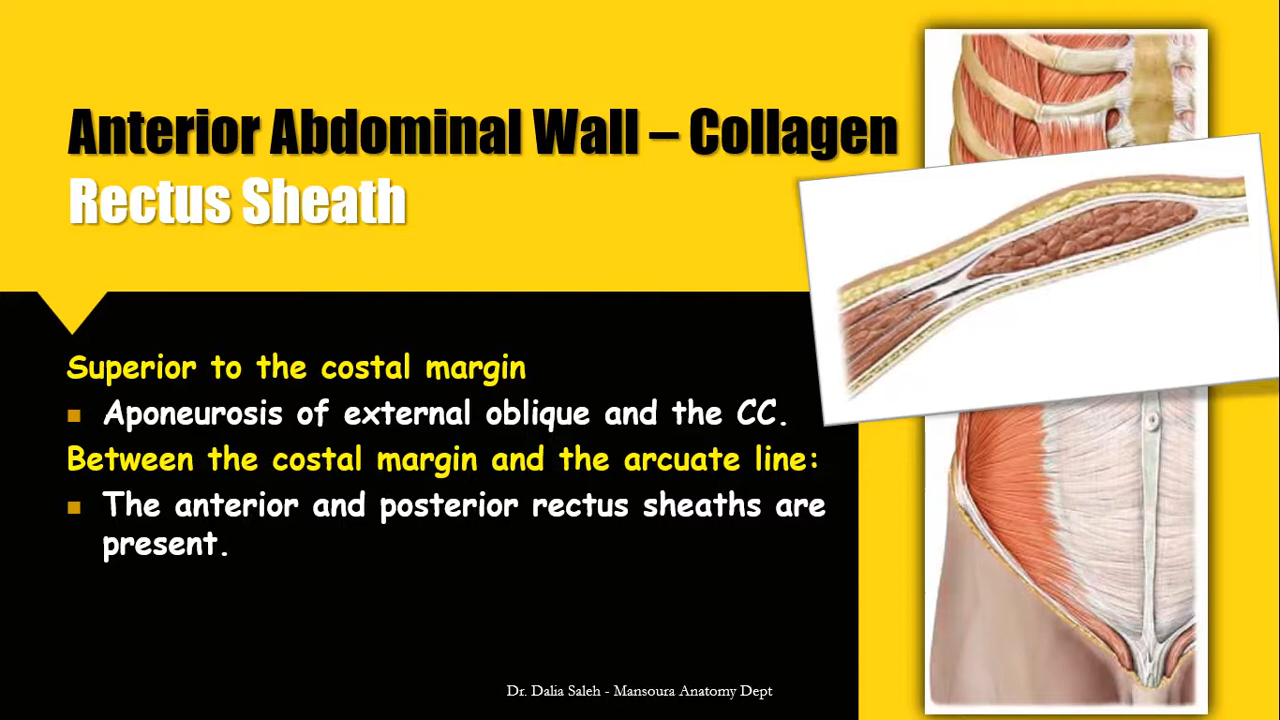 Anterior Abdominal Wall – Collagen
Rectus Sheath
Superior to the costal margin
Aponeurosis of external oblique and the CC.
Between the costal margin and the arcuate line:
The anterior and posterior rectus sheaths are
present.
Dr. Dalia Saleh - Mansoura Anatomy Dept